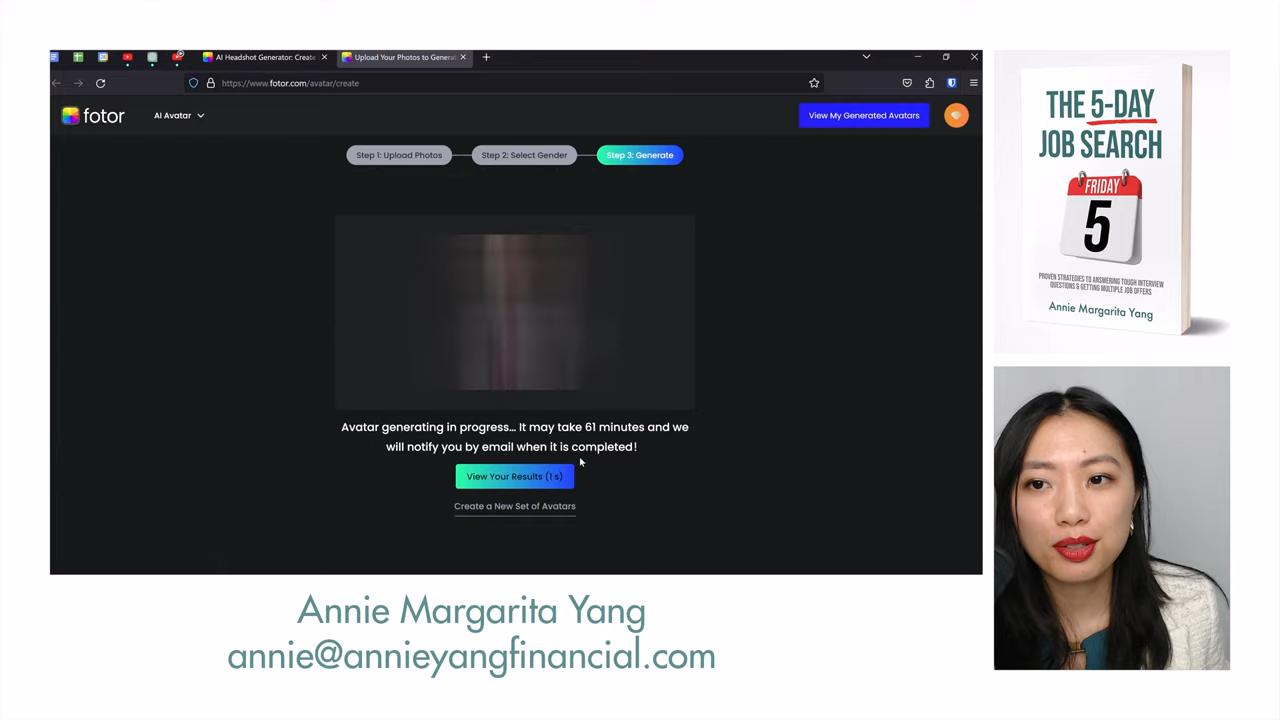 AI Headshot Generator: Create
Upload Your Photos to Genera
https://www.fotor.com/avatar/create
fotor
AI Avatar
View My Generated Avatars
Step 1: Upload Photos
Step 2: Select Gender
Step 3: Generate
Avatar generating in progress... It may take 61 minutes and we
will notify you by email when it is completed!
View Your Results (1 s)
Create a New Set of Avatars
THE 5-DAY
JOB SEARCH
FRIDAY
5
PROVEN STRATEGIES TO ANSWERING TOUGH INTERVIEW
QUESTIONS & GETTING MULTIPLE JOB OFFERS
Annie Margarita Yang
Annie Margarita Yang
annie@annieyangfinancial.com